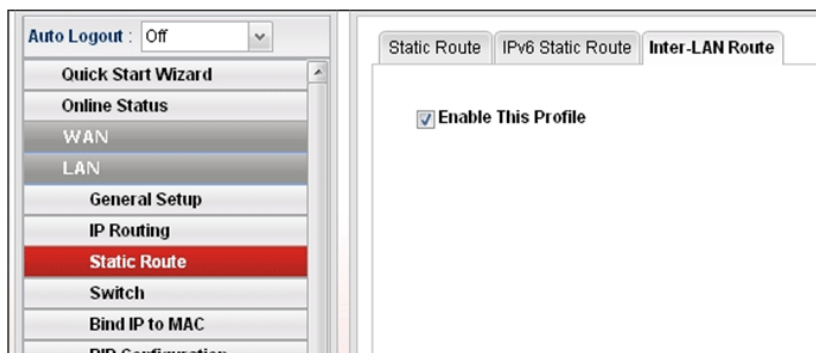 Auto Logout : Off
Quick Start Wizard
Online Status
WAN
LAN
General Setup
IP Routing
Static Route
Switch
Bind IP to MAC
Static Route IPv6 Static Route Inter-LAN Route
Enable This Profile